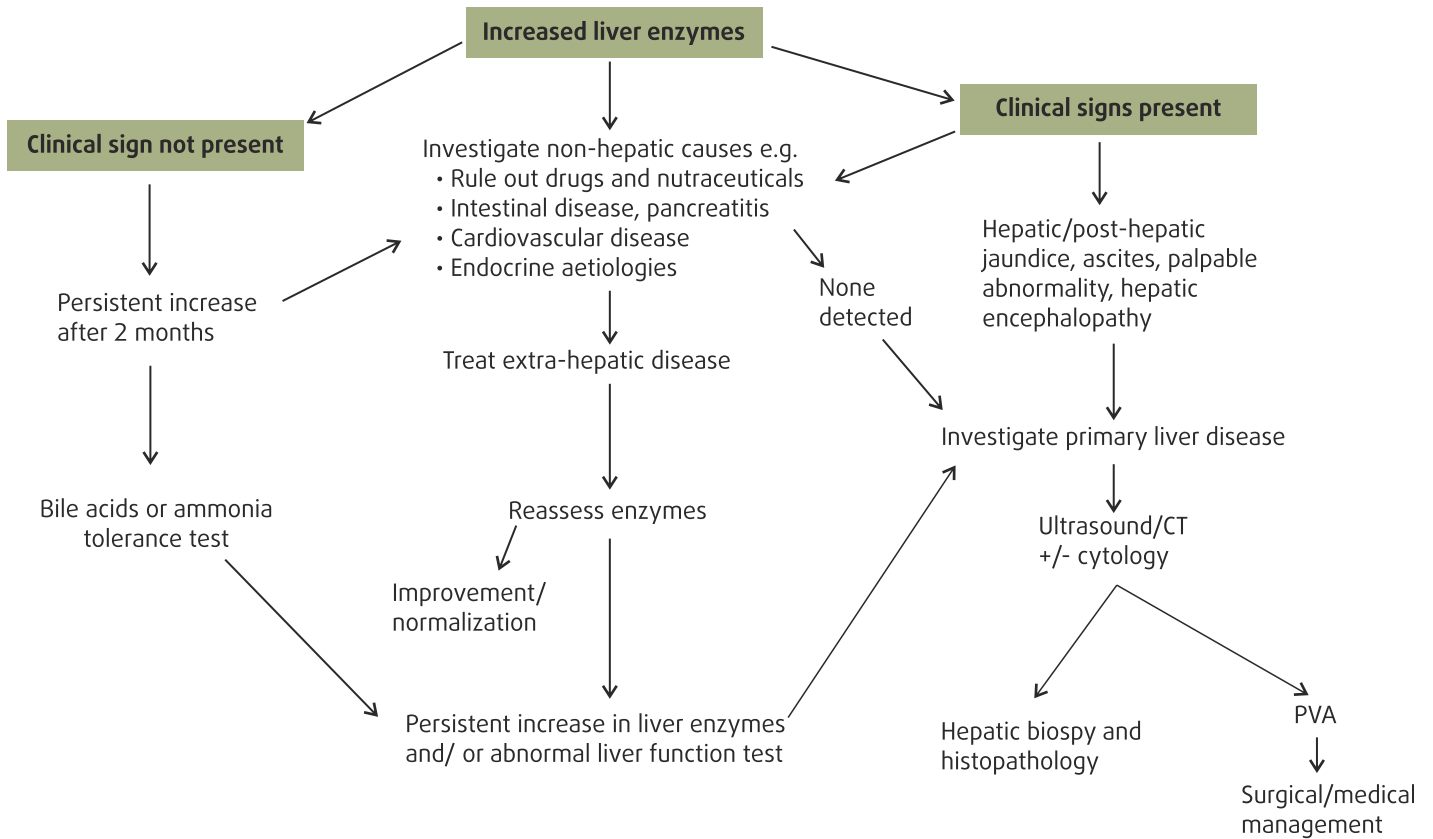 Increased liver enzymes
Clinical signs present
Clinical sign not present
Investigate non-hepatic causes e.g.
• Rule out drugs and nutraceuticals
• Intestinal disease, pancreatitis
• Cardiovascular disease
• Endocrine aetiologies
Hepatic/post-hepatic
jaundice, ascites, palpable
abnormality, hepatic
encephalopathy
None
detected
Persistent increase
after 2 months
Treat extra-hepatic disease
Investigate primary liver disease
Bile acids or ammonia
tolerance test
Reassess enzymes
Ultrasound/CT
+/- cytology
Improvement/
normalization
Persistent increase in liver enzymes
and/ or abnormal liver function test
Hepatic biospy and
histopathology
PVA
Surgical/medical
management